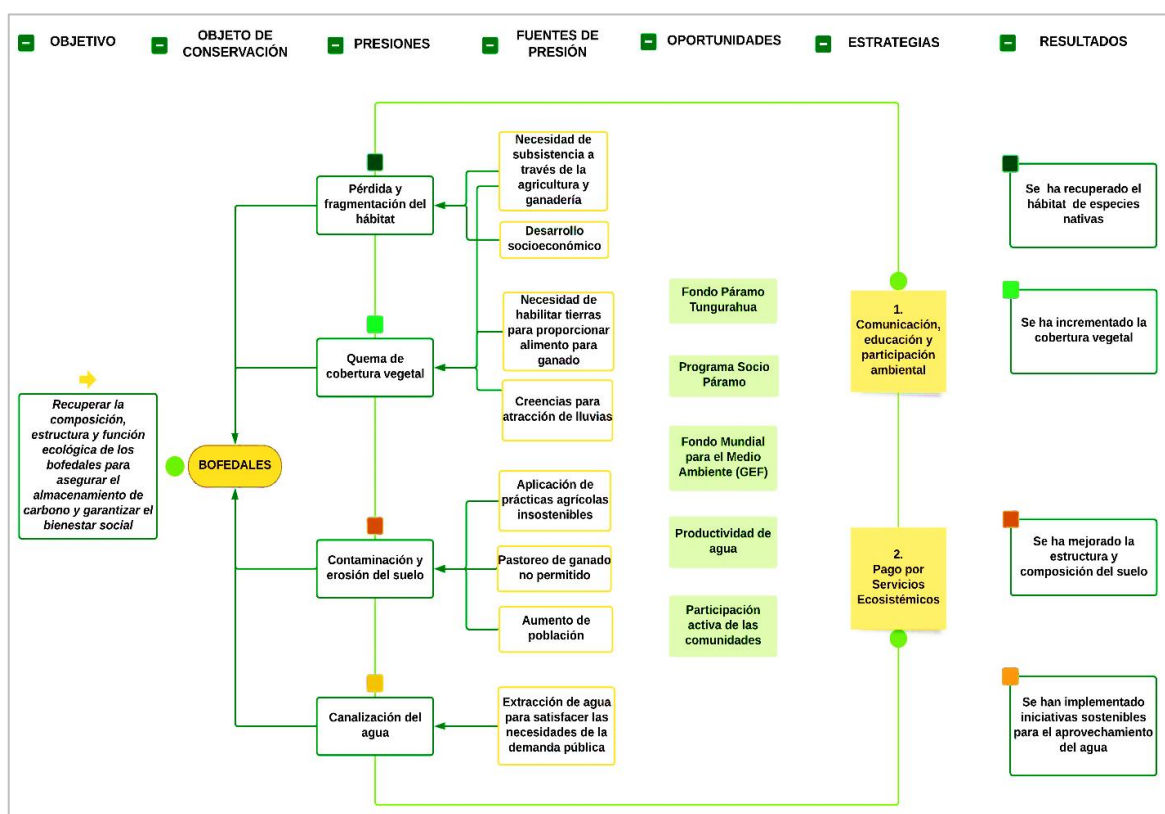 OBJETIVO
OBJETO DE
CONSERVACIÓN
PRESIONES
FUENTES DE
PRESIÓN
OPORTUNIDADES
ESTRATEGIAS
RESULTADOS
Recuperar la
composición,
estructura y función
ecológica de los
bofedales para
asegurar el
almacenamiento de
carbono y garantizar el
bienestar social
BOFEDALES
Pérdida y
fragmentación del
hábitat
Quema de
cobertura vegetal
Contaminación y
erosión del suelo
Canalización del
agua
Necesidad de
subsistencia a
través de la
agricultura y
ganadería
Desarrollo
socioeconómico
Necesidad de
habilitar tierras
para proporcionar
alimento para
ganado
Creencias para
atracción de lluvias
Aplicación de
prácticas agrícolas
insostenibles
Pastoreo de ganado
no permitido
Aumento de
población
Extracción de agua
para satisfacer las
necesidades de la
demanda pública
Fondo Páramo
Tungurahua
Programa Socio
Páramo
Fondo Mundial
para el Medio
Ambiente (GEF)
Productividad de
agua
Participación
activa de las
comunidades
1.
Comunicación,
educación y
participación
ambiental
2.
Pago por
Servicios
Ecosistémicos
Se ha recuperado el
hábitat de especies
nativas
Se ha incrementado la
cobertura vegetal
Se ha mejorado la
estructura y
composición del suelo
Se han implementado
iniciativas sostenibles
para el aprovechamiento
del agua